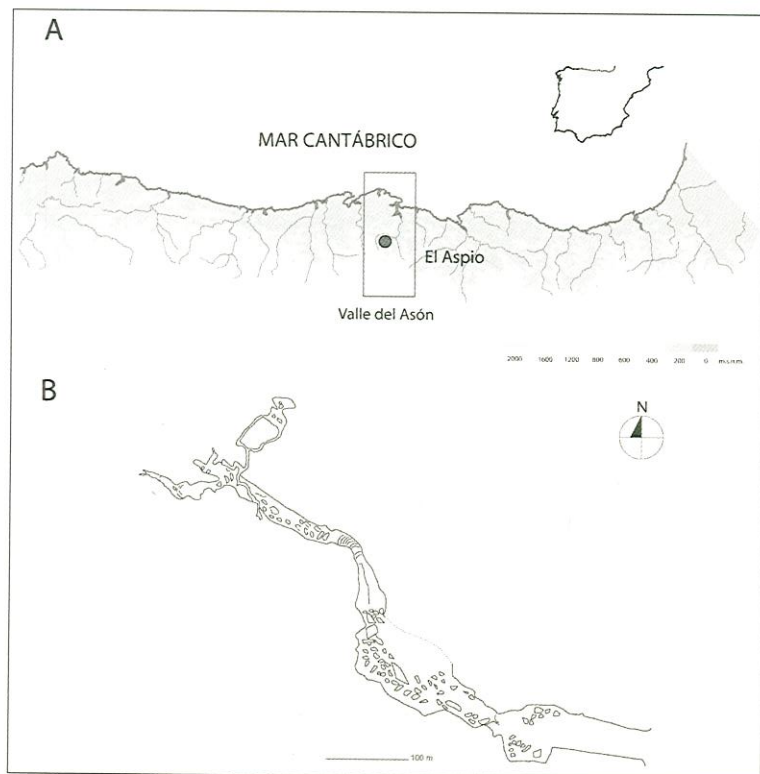 A
MAR CANTÁBRICO
El Aspio
Valle del Asón
2000 1600 1200 800 600 400 200 0 m.s.n.m.
B
N
100 m